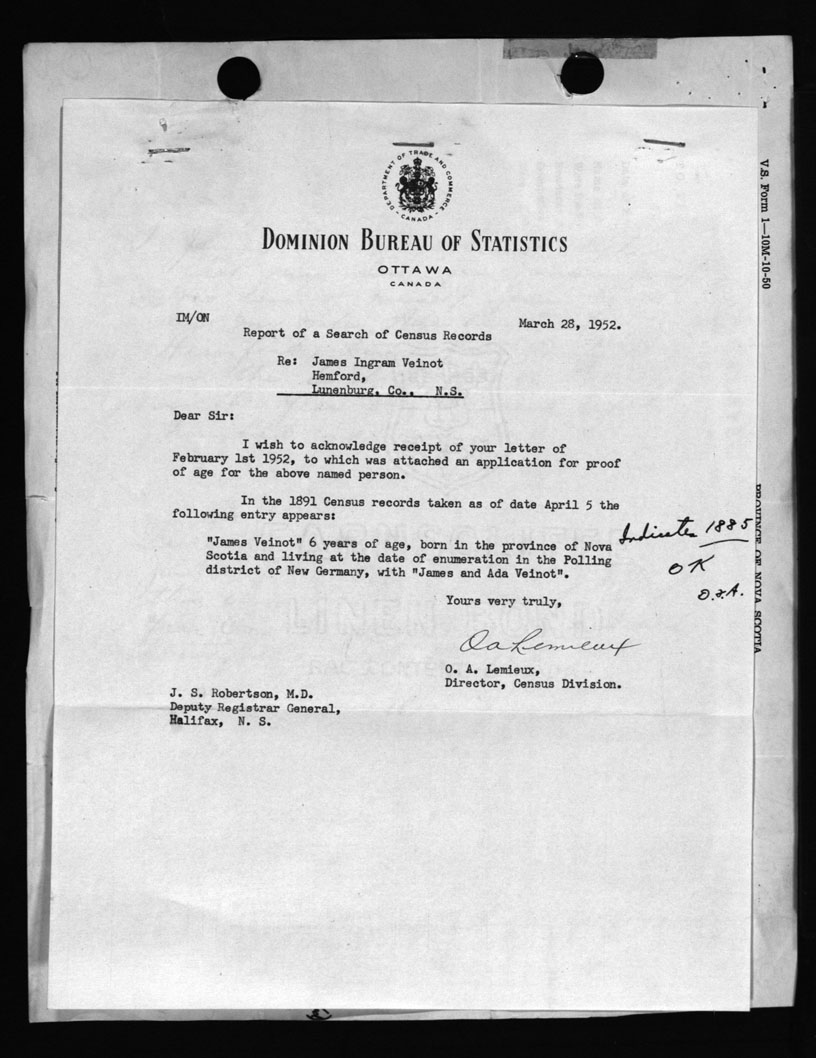 DEPARTMENT OF TRADE AND COMMERCE
- CANADA -
DOMINION BUREAU OF STATISTICS
OTTAWA
CANADA
IM/ON
March 28, 1952.
Report of a Search of Census Records
Re: James Ingram Veinot
Hemford,
Lunenburg, Co., N.S.
Dear Sir:
I wish to acknowledge receipt of your letter of
February 1st 1952, to which was attached an application for proof
of age for the above named person.
In the 1891 Census records taken as of date April 5 the
following entry appears:
"James Veinot" 6 years of age, born in the province of Nova
Scotia and living at the date of enumeration in the Polling
district of New Germany, with "James and Ada Veinot".
Indicates 1885
OK
Yours very truly,
O A Lemieux
O. A. Lemieux,
Director, Census Division.
J. S. Robertson, M.D.
Deputy Registrar General,
Halifax, N. S.
V.S. Form 1—10M-10-50
PROVINCE OF NOVA SCOTIA